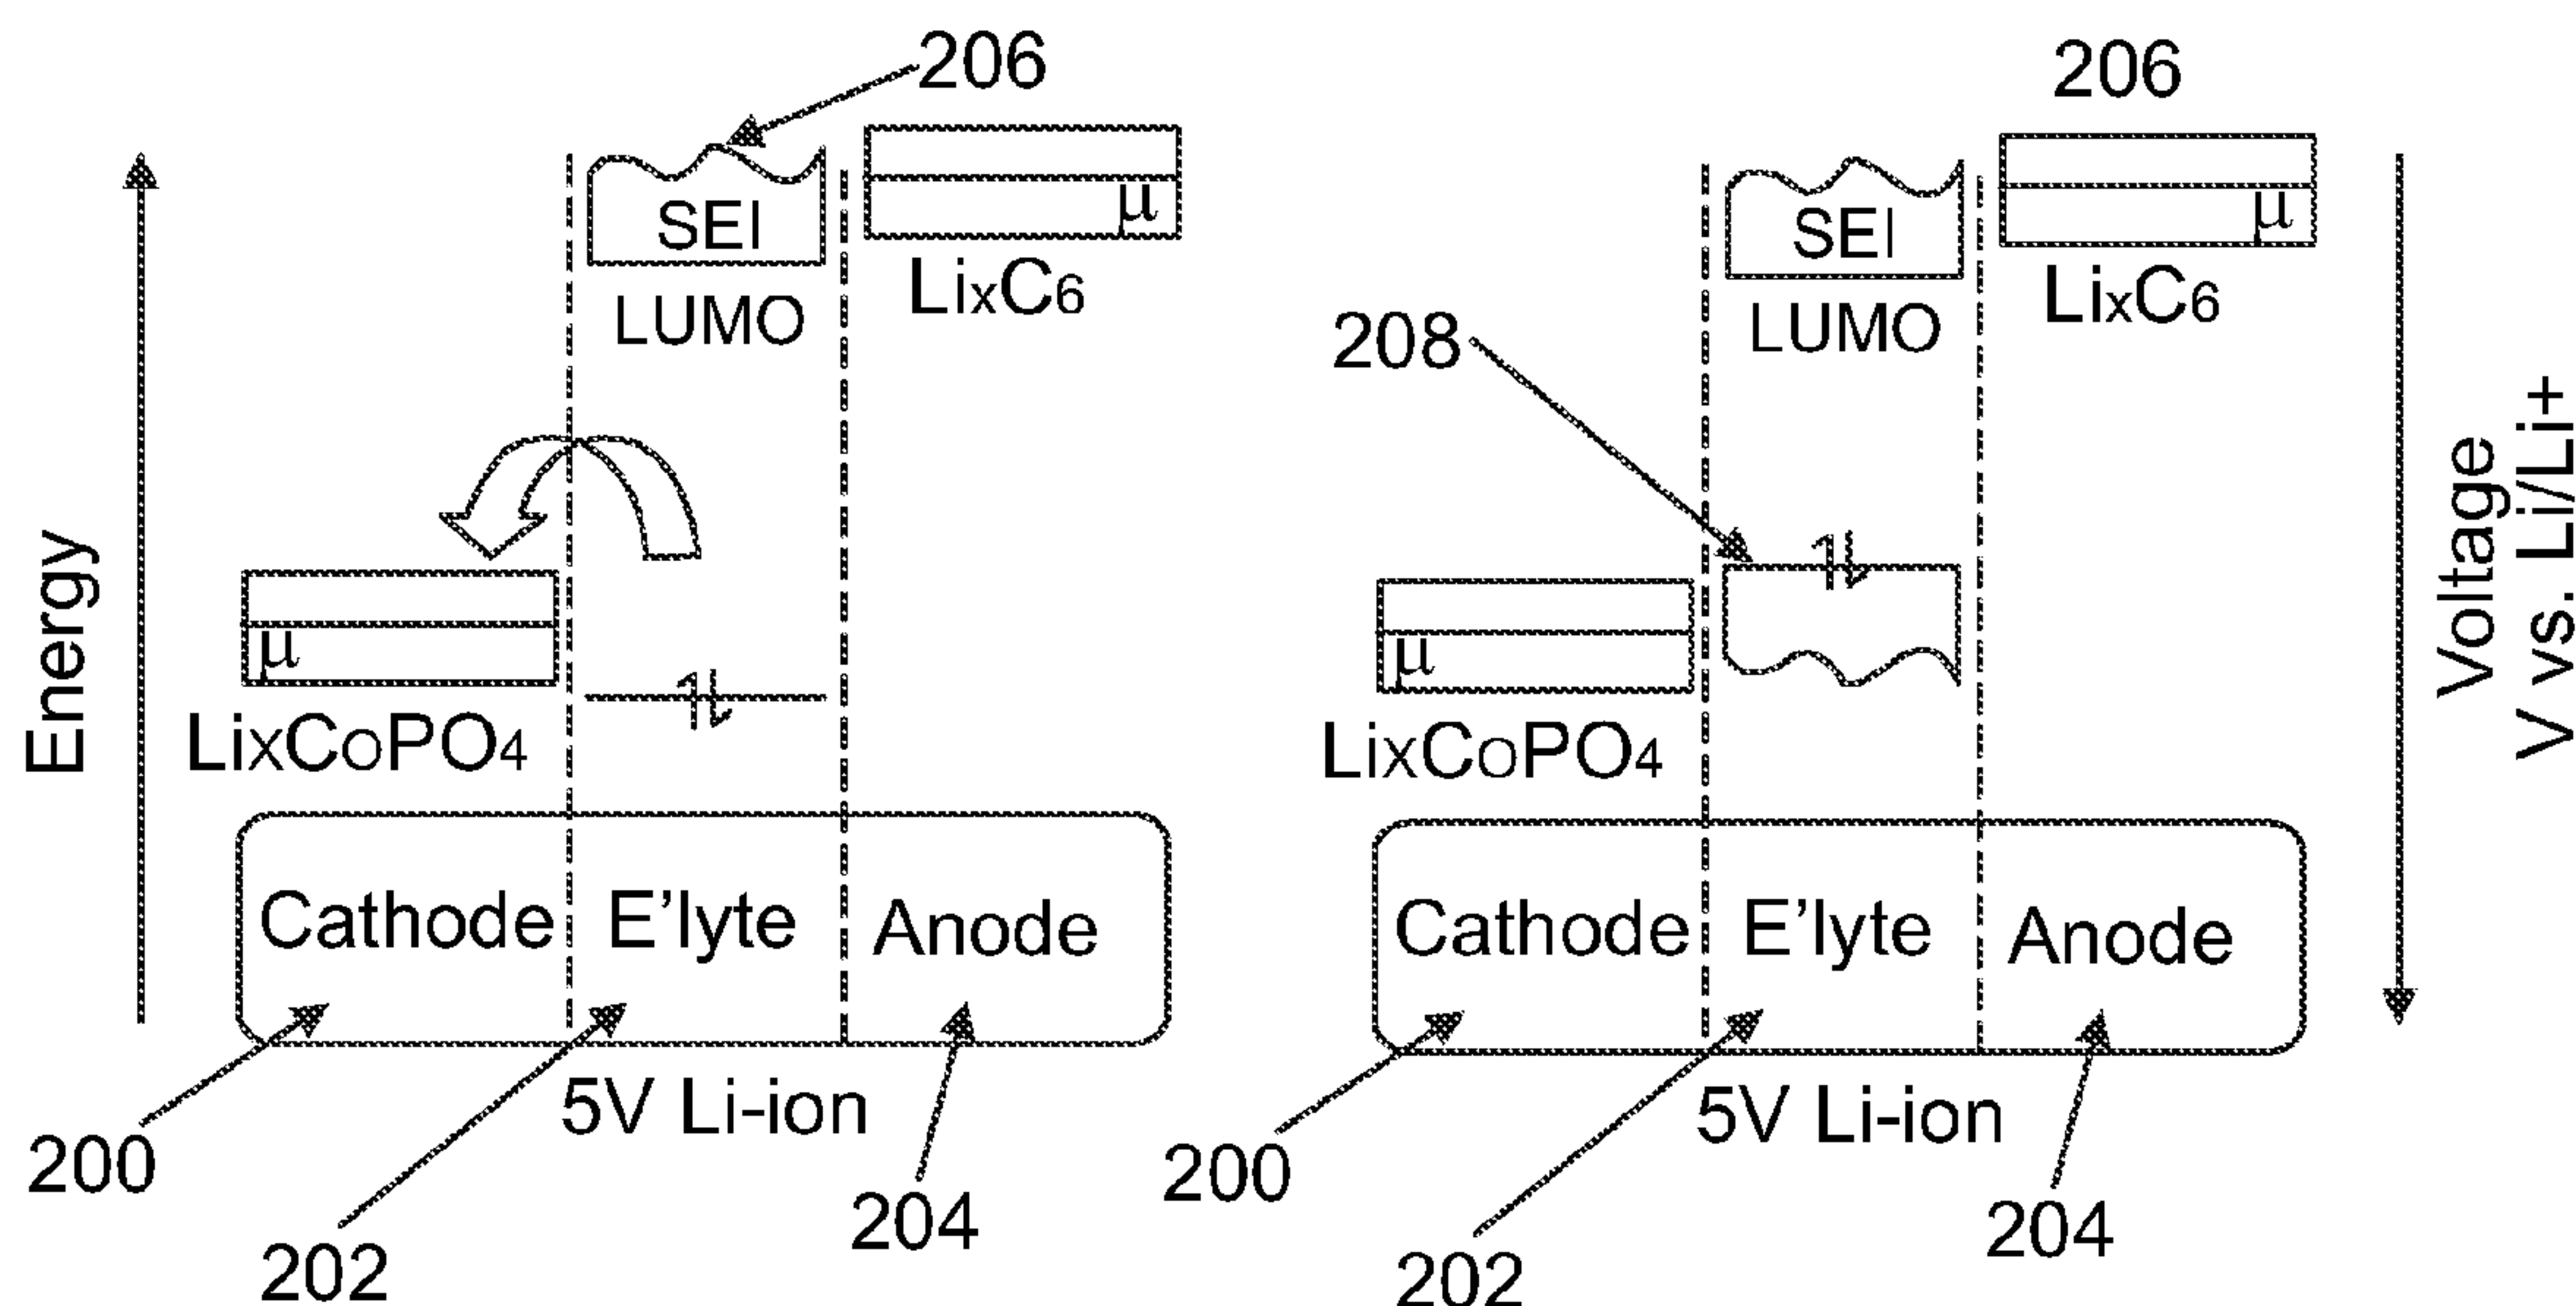 206
SEI
μ
LUMO
LixC6
Energy
μ
LiXCoPO4
Cathode
E'lyte
Anode
5V Li-ion
200
202
204
206
SEI
μ
LUMO
LixC6
208
μ
LiXCoPO4
Voltage
V vs. Li/Li+
Cathode
E'lyte
Anode
5V Li-ion
200
202
204